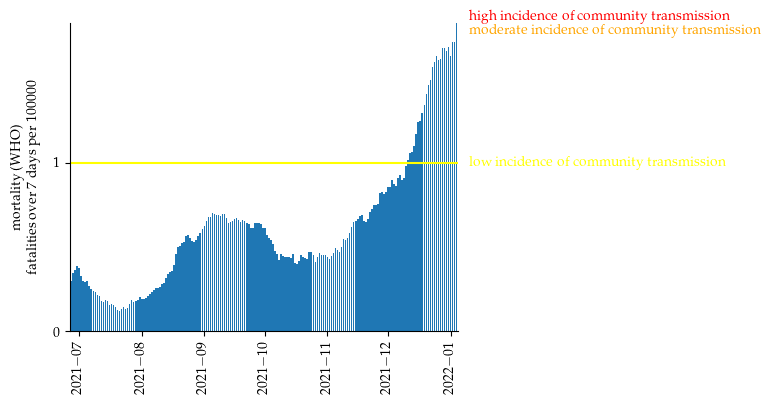 high incidence of community transmission
moderate incidence of community transmission
mortality (WHO)
fatalities over 7 days per 100000
1
low incidence of community transmission
0
2021−07
2021−08
2021−09
2021−10
2021−11
2021−12
2022−01